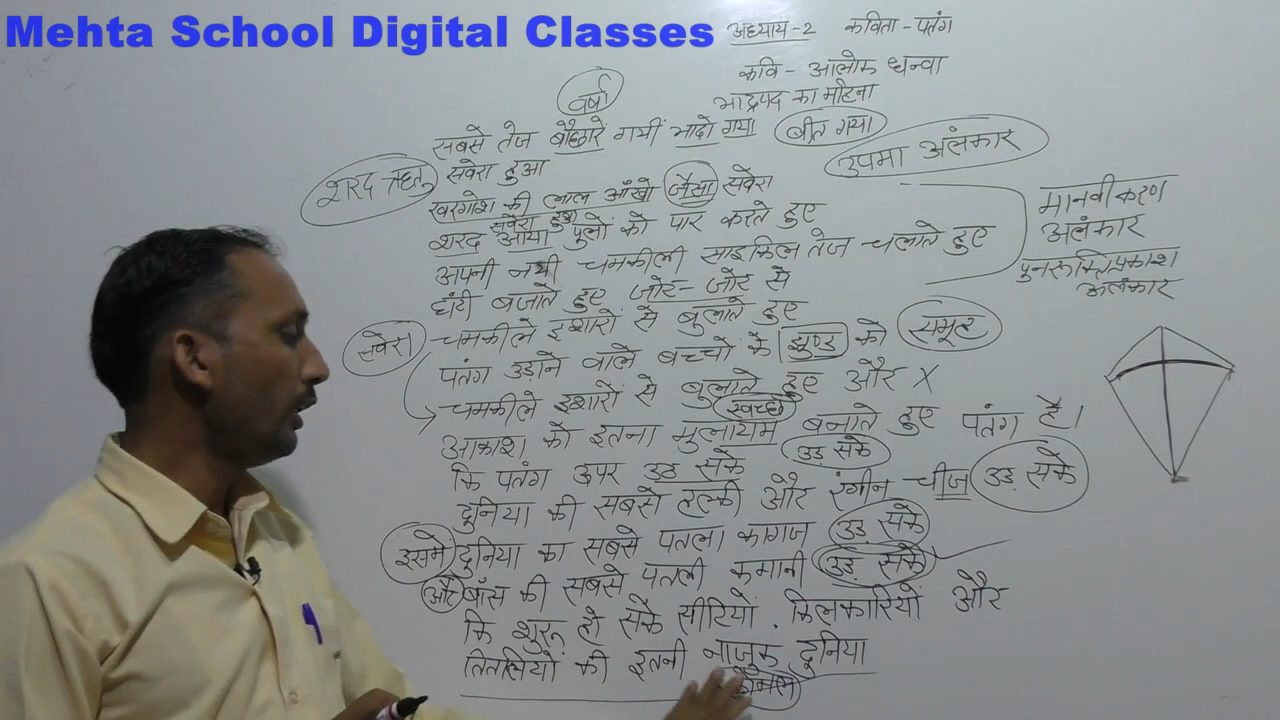 Mehta School Digital Classes
अध्याय-2 कविता-पतंग
कवि - आलोक धन्वा
वर्षा भाद्रपद का महिना
सबसे तेज बौछारें गयीं भादो गया बीत गया
सवेरा हुआ उपमा अलंकार
शरद ऋतु
खरगोश की लाल आँखो जैसा सवेरा
सवेरा हुआ
शरद आया पुलों को पार करते हुए
अपनी नयी चमकीली साइकिल तेज चलाते हुए
घंटी बजाते हुए जोर-जोर से
मानवीकरण
अलंकार
पुनरूक्तिप्रकाश
अलंकार
चमकीले इशारों से बुलाते हुए
सवेरा
पतंग उड़ाने वाले बच्चों के झुण्ड को समूह
चमकीले इशारों से बुलाते हुए और X
स्वच्छ
आकाश को इतना मुलायम बनाते हुए पतंग है।
कि पतंग ऊपर उठ सके उड़ सके
दुनिया की सबसे हल्की और रंगीन चीज उड़ सके
इसमें दुनिया का सबसे पतला कागज उड़ सके
और बाँस की सबसे पतली कमानी उड़ सके
कि शुरू हो सके सीटियों. किलकारियों और
तितलियों की इतनी नाजुक दुनिया
कोमल